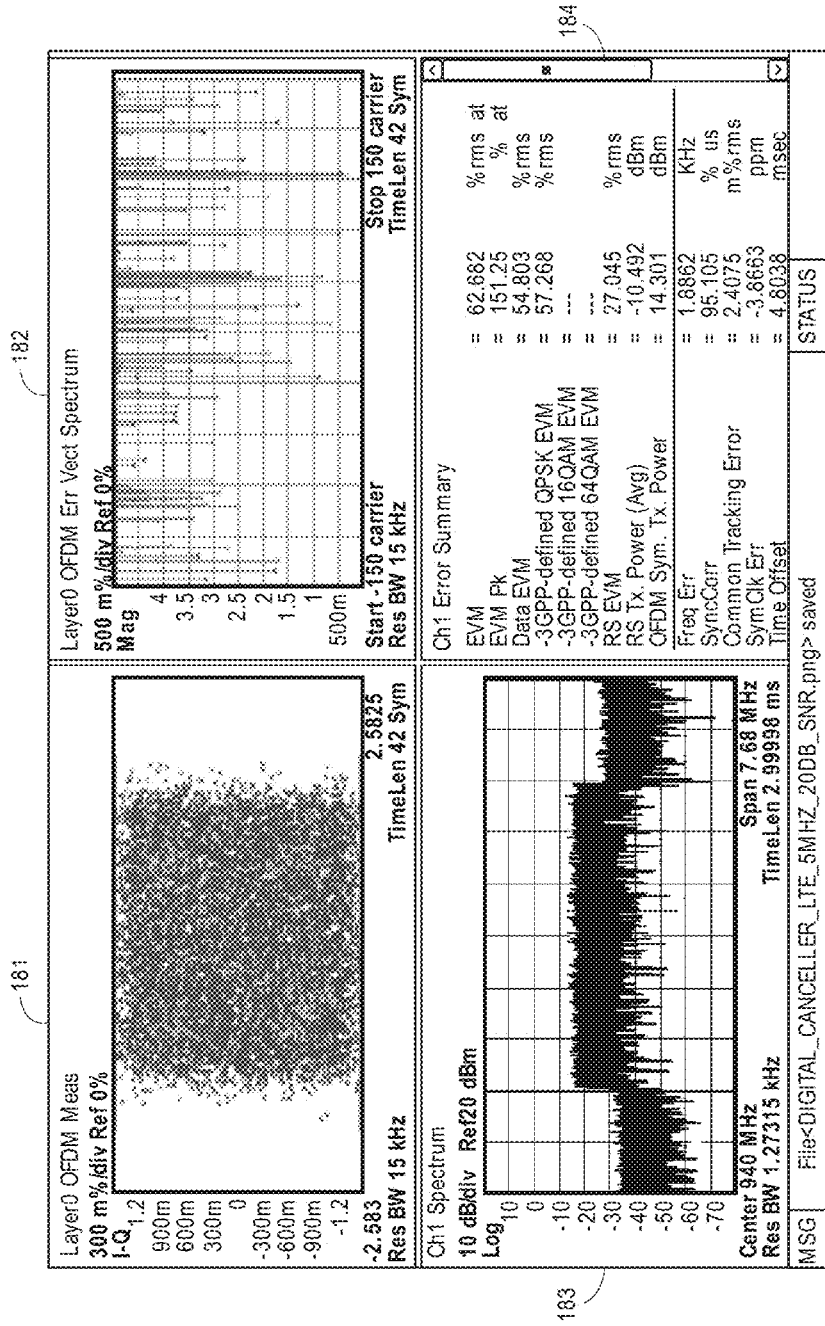 181
182
Layer0 OFDM Meas
300 m%/div Ref 0%
I-Q
1.2
900m
600m
300m
0
-300m
-600m
-900m
-1.2
-2.583
2.5825
Res BW 15 kHz
TimeLen 42 Sym
Layer0 OFDM Err Vect Spectrum
500 m%/div Ref 0%
Mag
4
3.5
3
2.5
2
1.5
1
500m
Start -150 carrier
Stop 150 carrier
Res BW 15 kHz
TimeLen 42 Sym
183
184
Ch1 Spectrum
10 dB/div Ref20 dBm
Log
10
0
-10
-20
-30
-40
-50
-60
-70
Center 940 MHz
Span 7.68 MHz
Res BW 1.27315 kHz
TimeLen 2.99998 ms
Ch1 Error Summary
EVM = 62.682 %rms at
EVM Pk = 151.25 % at
Data EVM = 54.803 %rms
-3GPP-defined QPSK EVM = 57.268 %rms
-3GPP-defined 16QAM EVM = ---
-3GPP-defined 64QAM EVM = ---
RS EVM = 27.045 %rms
RS Tx. Power (Avg) = -10.492 dBm
OFDM Sym. Tx. Power = 14.301 dBm
Freq Err = 1.8862 KHz
SyncCorr = 95.105 % us
Common Tracking Error = 2.4075 m%rms
SymClk Err = -3.8663 ppm
Time Offset = 4.8038 msec
MSG File<DIGITAL_CANCELLER_LTE_5MHZ_20DB_SNR.png> saved STATUS